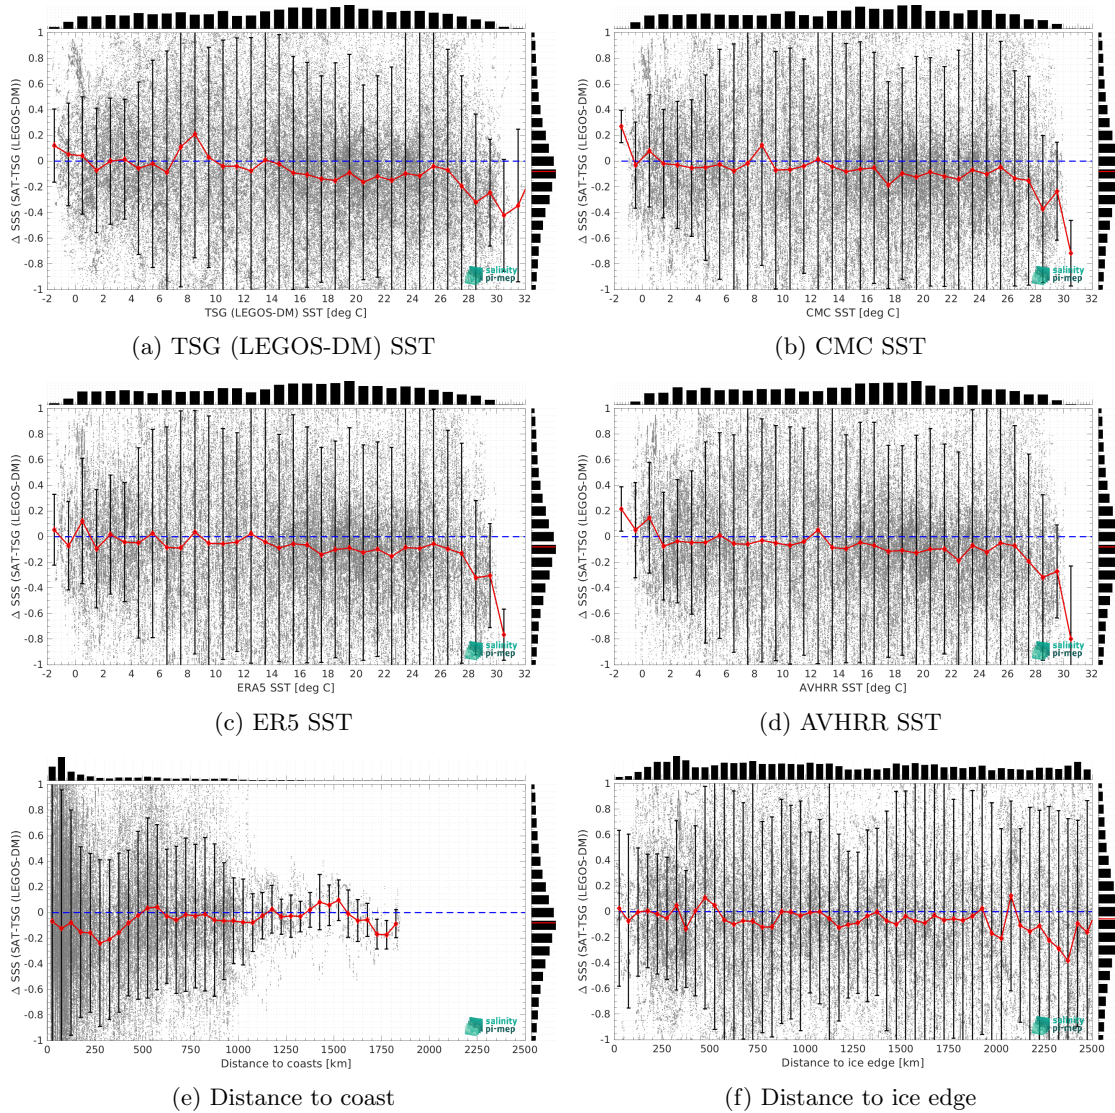 1
0.8
0.6
0.4
0.2
0
-0.2
-0.4
-0.6
-0.8
-1
Δ SSS (SAT-TSG (LEGOS-DM))
salinity
pi-mep
-2 0 2 4 6 8 10 12 14 16 18 20 22 24 26 28 30 32
TSG (LEGOS-DM) SST [deg C]
(a) TSG (LEGOS-DM) SST
1
0.8
0.6
0.4
0.2
0
-0.2
-0.4
-0.6
-0.8
-1
Δ SSS (SAT-TSG (LEGOS-DM))
salinity
pi-mep
-2 0 2 4 6 8 10 12 14 16 18 20 22 24 26 28 30 32
CMC SST [deg C]
(b) CMC SST
1
0.8
0.6
0.4
0.2
0
-0.2
-0.4
-0.6
-0.8
-1
Δ SSS (SAT-TSG (LEGOS-DM))
salinity
pi-mep
-2 0 2 4 6 8 10 12 14 16 18 20 22 24 26 28 30 32
ERA5 SST [deg C]
(c) ER5 SST
1
0.8
0.6
0.4
0.2
0
-0.2
-0.4
-0.6
-0.8
-1
Δ SSS (SAT-TSG (LEGOS-DM))
salinity
pi-mep
-2 0 2 4 6 8 10 12 14 16 18 20 22 24 26 28 30 32
AVHRR SST [deg C]
(d) AVHRR SST
1
0.8
0.6
0.4
0.2
0
-0.2
-0.4
-0.6
-0.8
-1
Δ SSS (SAT-TSG (LEGOS-DM))
salinity
pi-mep
0 250 500 750 1000 1250 1500 1750 2000 2250 2500
Distance to coasts [km]
(e) Distance to coast
1
0.8
0.6
0.4
0.2
0
-0.2
-0.4
-0.6
-0.8
-1
Δ SSS (SAT-TSG (LEGOS-DM))
salinity
pi-mep
0 250 500 750 1000 1250 1500 1750 2000 2250 2500
Distance to ice edge [km]
(f) Distance to ice edge